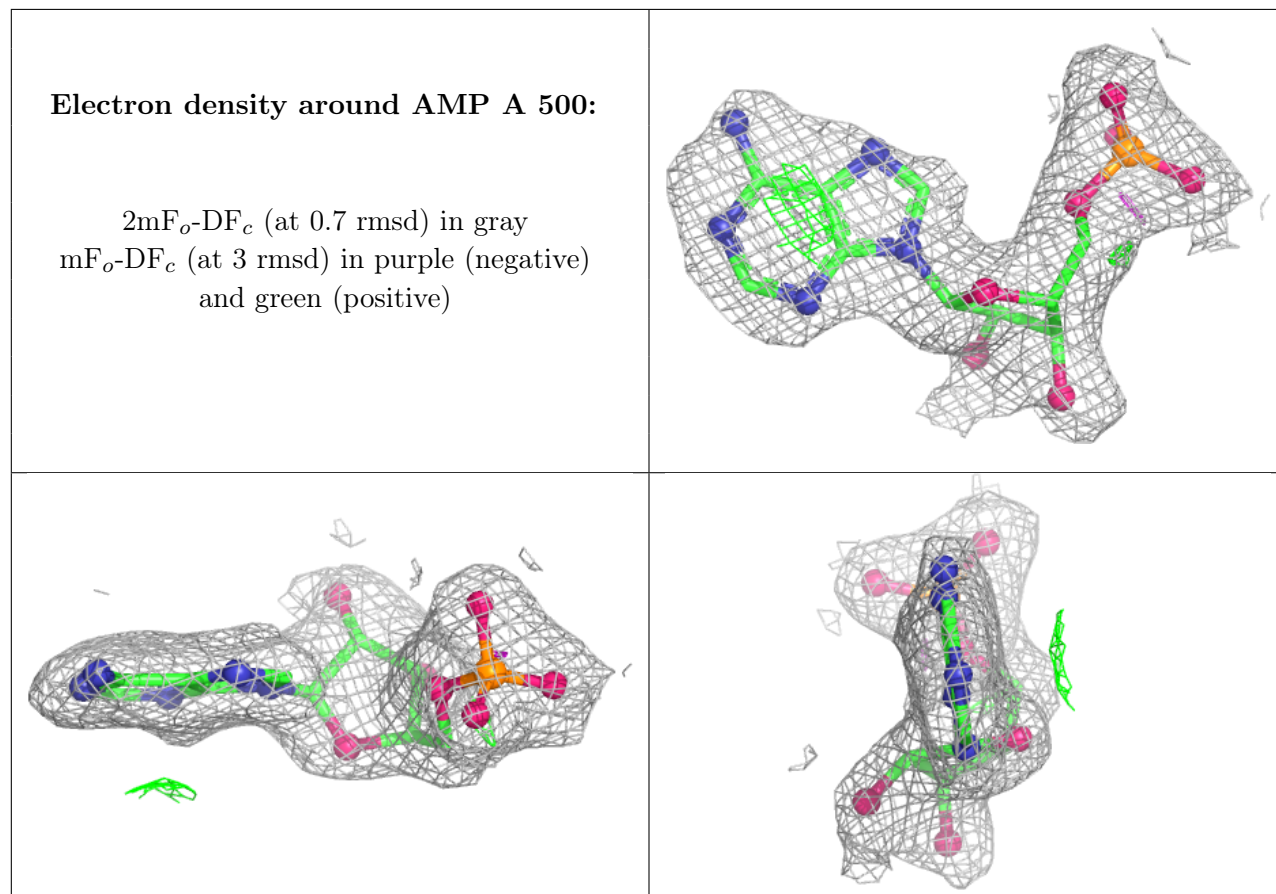 Electron density around AMP A 500:
2mFo-DFc (at 0.7 rmsd) in gray
mFo-DFc (at 3 rmsd) in purple (negative)
and green (positive)